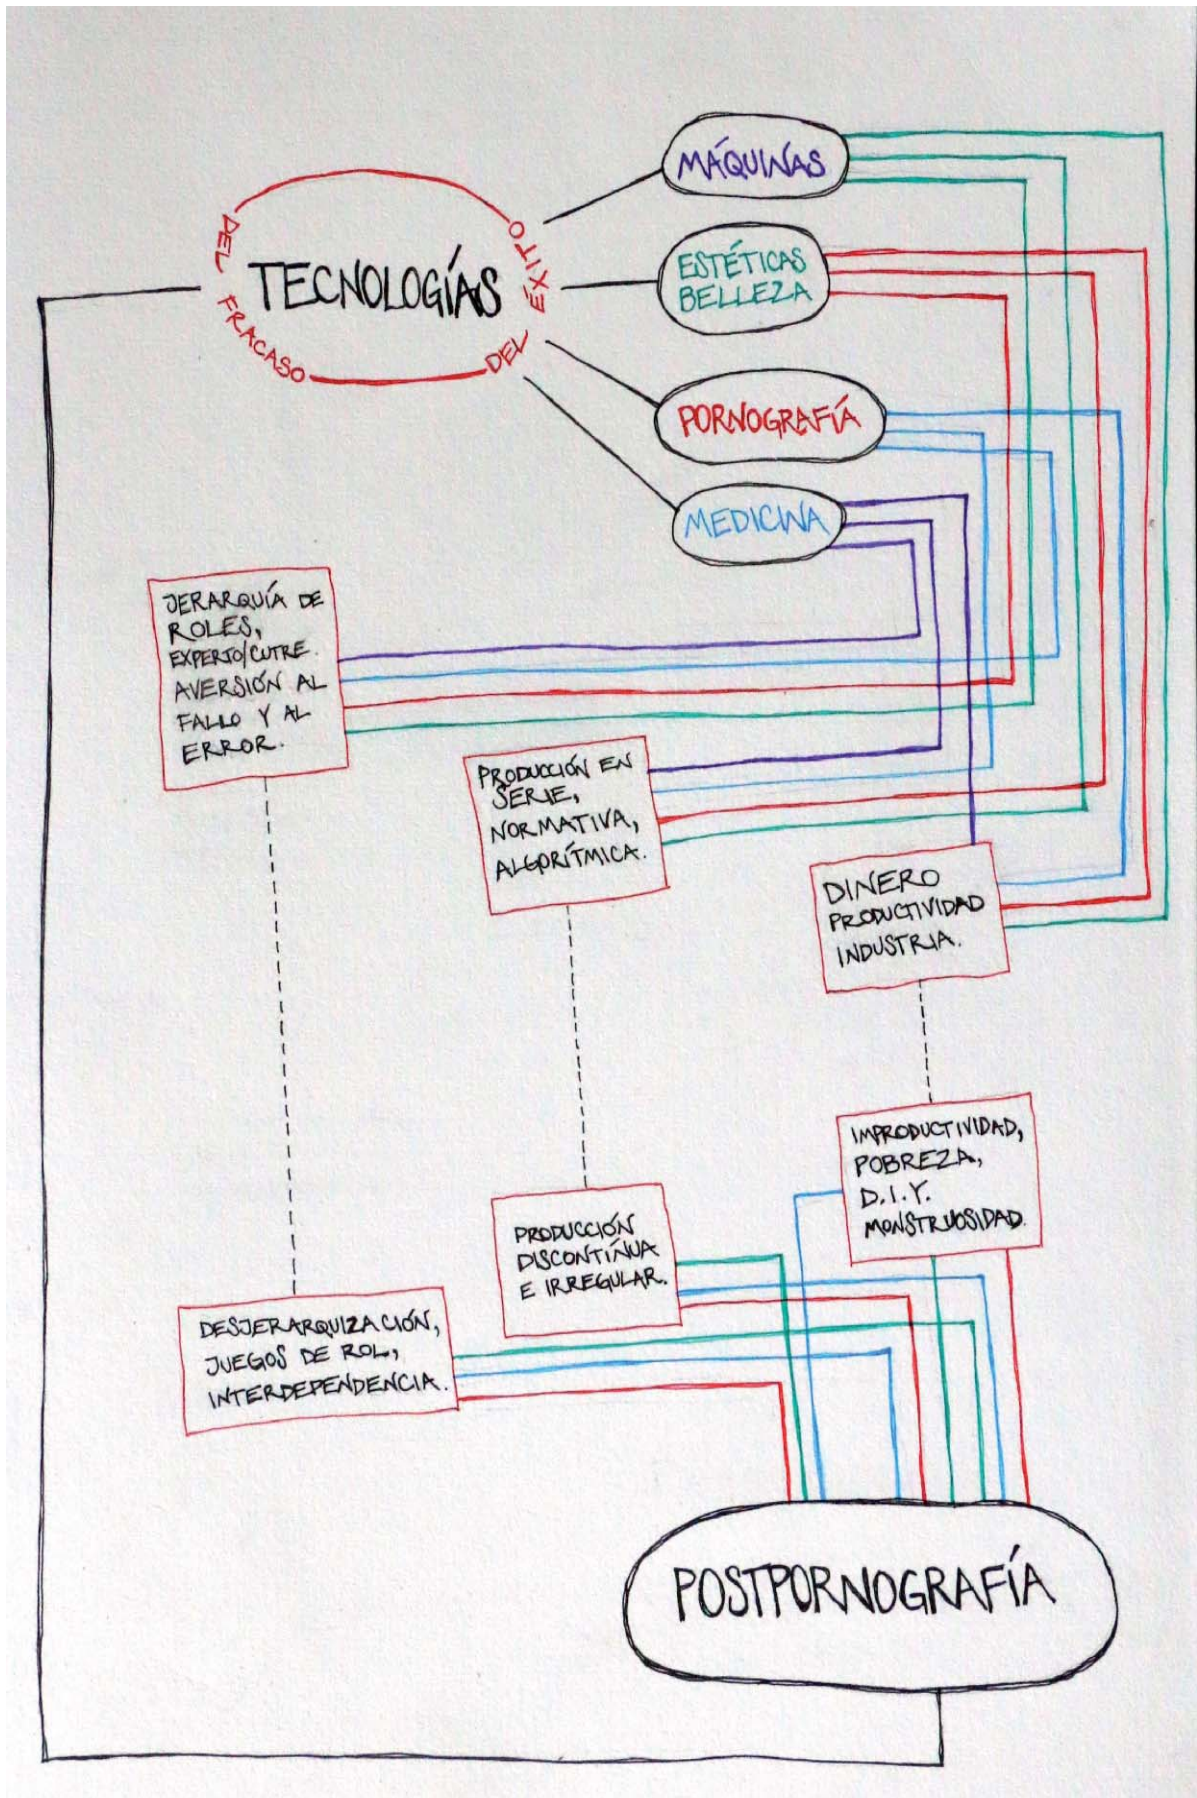 MÁQUINAS
DEL ÉXITO
TECNOLOGÍAS
DEL FRACASO
ESTÉTICAS
BELLEZA
PORNOGRAFÍA
MEDICINA
JERARQUÍA DE
ROLES,
EXPERTO/CUTRE.
AVERSIÓN AL
FALLO Y AL
ERROR.
PRODUCCIÓN EN
SERIE,
NORMATIVA,
ALGORÍTMICA.
DINERO
PRODUCTIVIDAD
INDUSTRIA.
IMPRODUCTIVIDAD,
POBREZA,
D.I.Y.
MONSTRUOSIDAD.
PRODUCCIÓN
DISCONTÍNUA
E IRREGULAR.
DESJERARQUIZACIÓN,
JUEGOS DE ROL,
INTERDEPENDENCIA.
POSTPORNOGRAFÍA